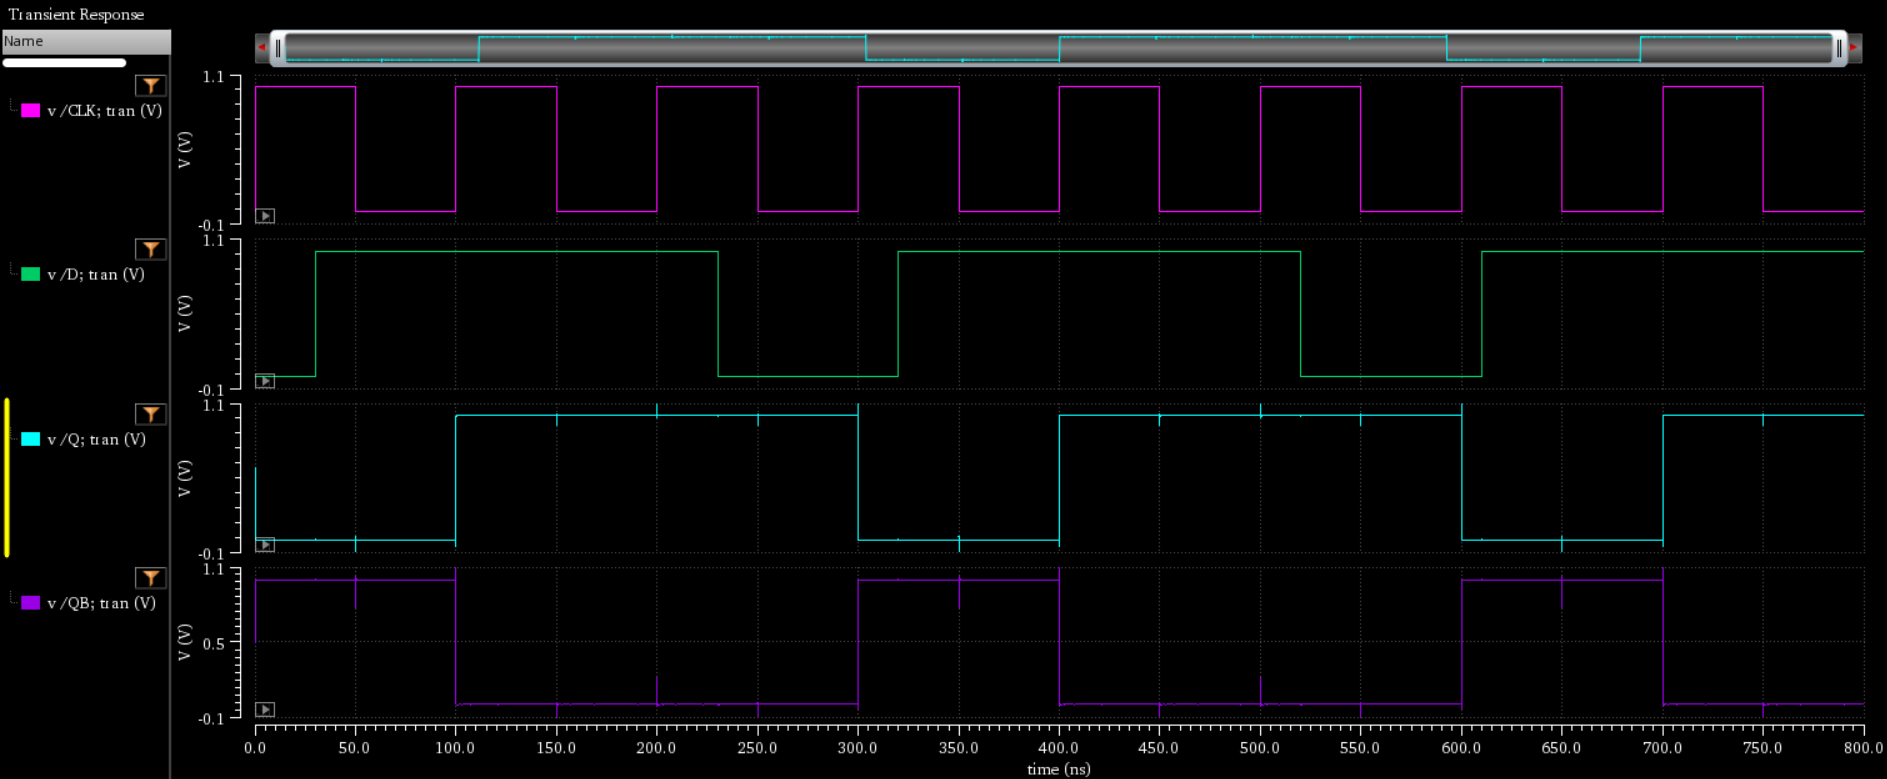 Transient Response
Name
v /CLK; tran (V)
V (V)
1.1
-0.1
v /D; tran (V)
V (V)
1.1
-0.1
v /Q; tran (V)
V (V)
1.1
-0.1
v /QB; tran (V)
V (V)
1.1
0.5
-0.1
0.0 50.0 100.0 150.0 200.0 250.0 300.0 350.0 400.0 450.0 500.0 550.0 600.0 650.0 700.0 750.0 800.0
time (ns)